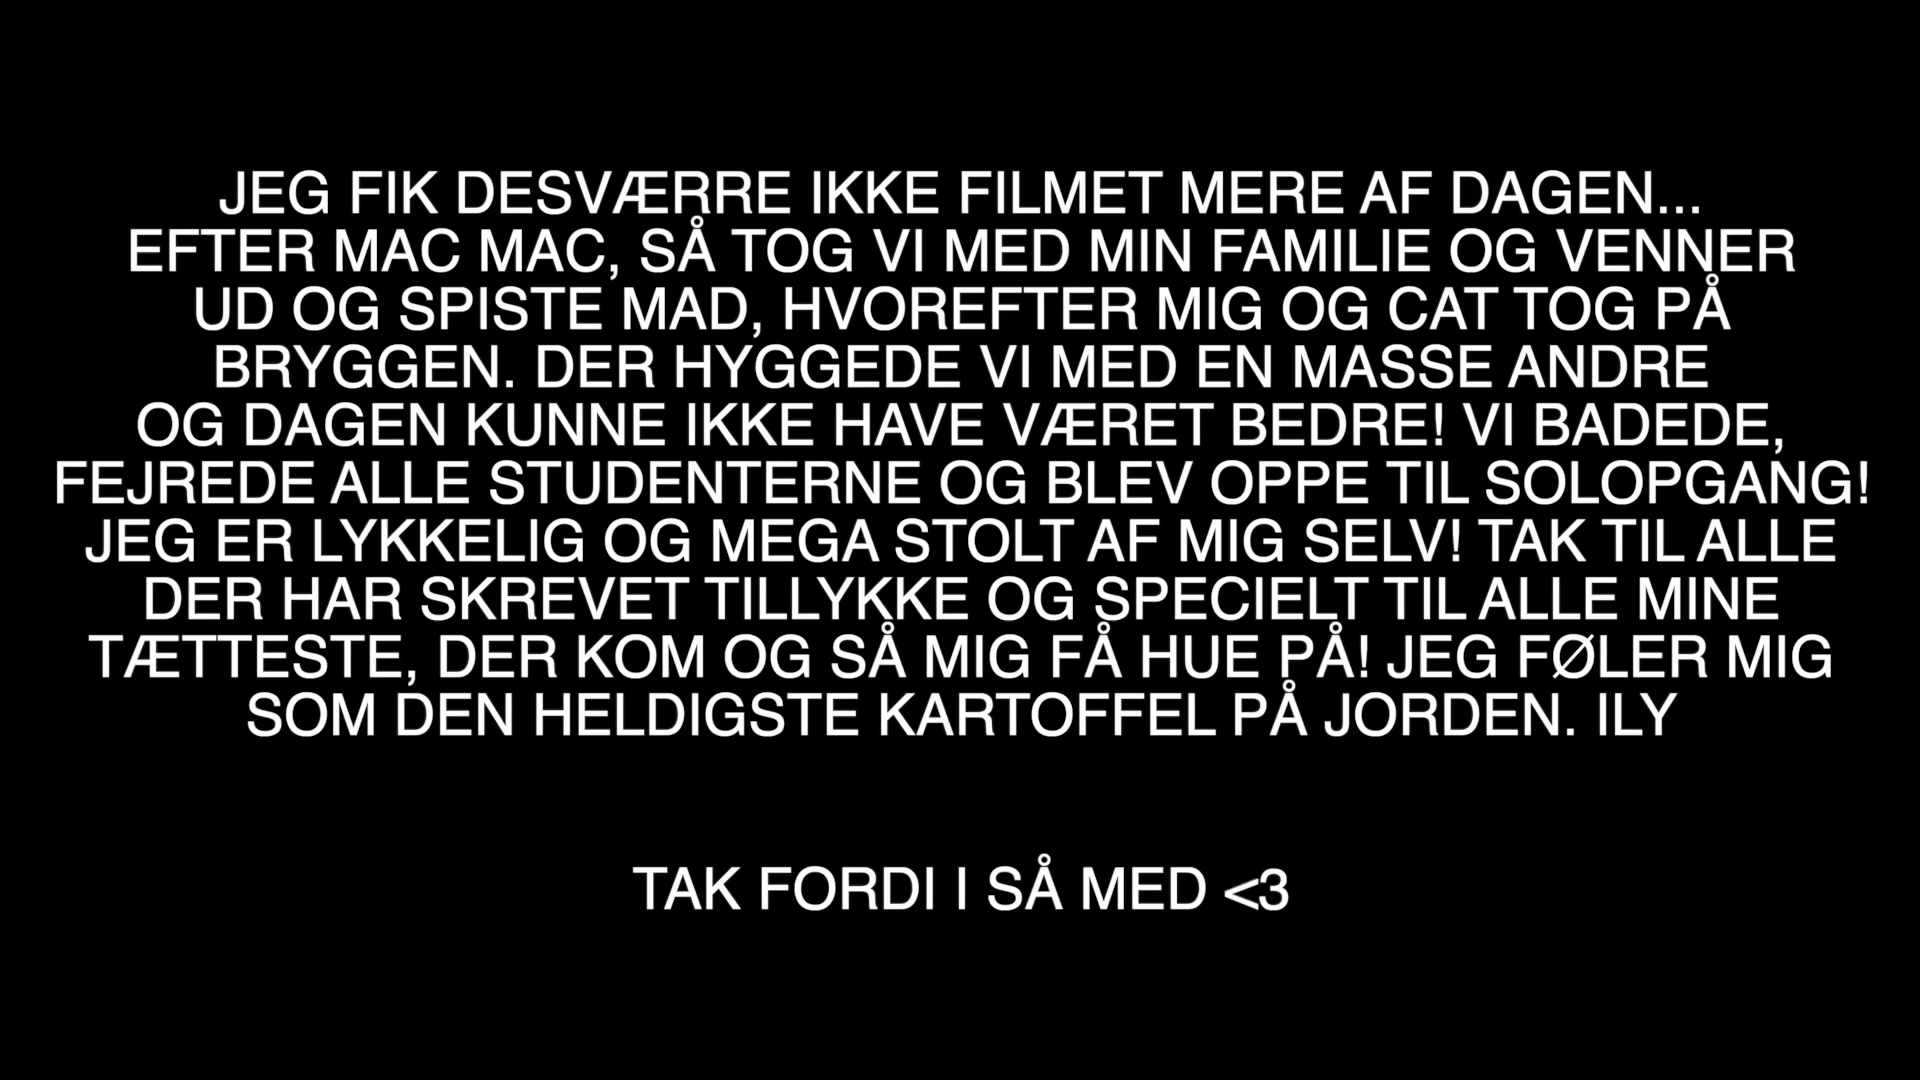 JEG FIK DESVÆRRE IKKE FILMET MERE AF DAGEN...
EFTER MAC MAC, SÅ TOG VI MED MIN FAMILIE OG VENNER
UD OG SPISTE MAD, HVOREFTER MIG OG CAT TOG PÅ
BRYGGEN. DER HYGGEDE VI MED EN MASSE ANDRE
OG DAGEN KUNNE IKKE HAVE VÆRET BEDRE! VI BADEDE,
FEJREDE ALLE STUDENTERNE OG BLEV OPPE TIL SOLOPGANG!
JEG ER LYKKELIG OG MEGA STOLT AF MIG SELV! TAK TIL ALLE
DER HAR SKREVET TILLYKKE OG SPECIELT TIL ALLE MINE
TÆTTESTE, DER KOM OG SÅ MIG FÅ HUE PÅ! JEG FØLER MIG
SOM DEN HELDIGSTE KARTOFFEL PÅ JORDEN. ILY
TAK FORDI I SÅ MED <3